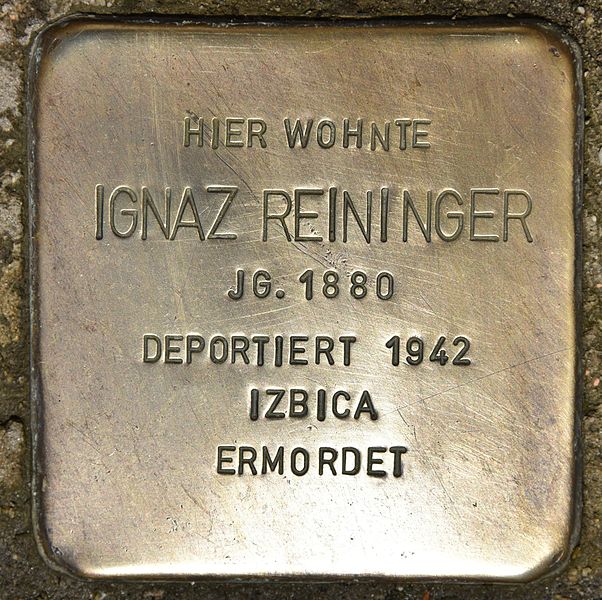 HIER WOHNTE
IGNAZ REININGER
JG. 1880
DEPORTIERT 1942
IZBICA
ERMORDET